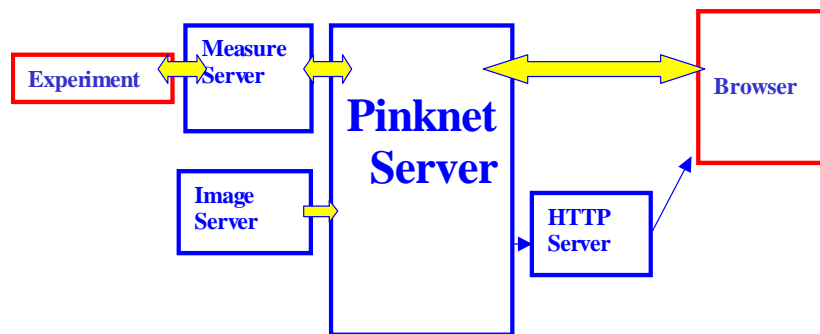 Measure
Server
Experiment
Browser
Pinknet
Server
Image
Server
HTTP
Server